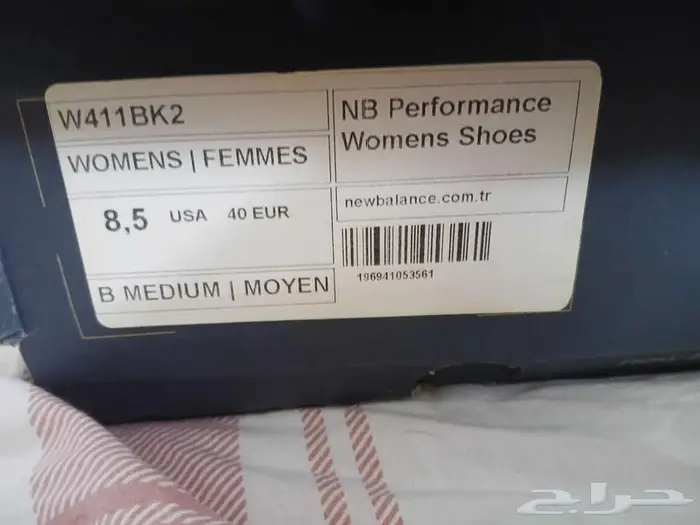 W411BK2
WOMENS | FEMMES
8,5 USA 40 EUR
B MEDIUM | MOYEN
NB Performance
Womens Shoes
newbalance.com.tr
196941053561
حراج